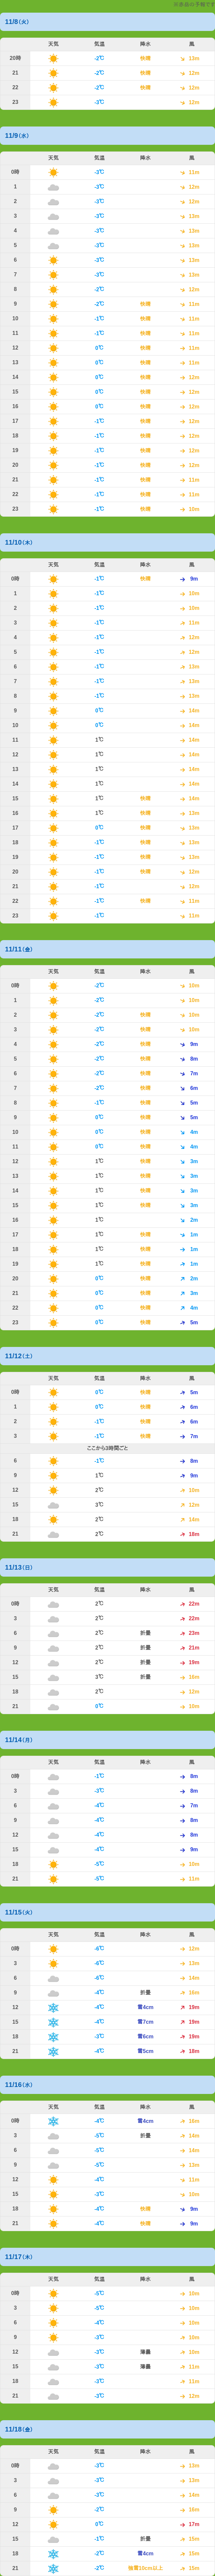 11/8(火)
天気 気温 降水 風
20時 -2℃ 快晴 13m
21 -2℃ 快晴 12m
22 -2℃ 快晴 12m
23 -3℃ 12m
11/9(水)
天気 気温 降水 風
0時 -3℃ 11m
1 -3℃ 12m
2 -3℃ 12m
3 -3℃ 12m
4 -3℃ 13m
5 -3℃ 13m
6 -3℃ 13m
7 -3℃ 13m
8 -2℃ 12m
9 -2℃ 快晴 11m
10 -1℃ 快晴 11m
11 -1℃ 快晴 11m
12 0℃ 快晴 11m
13 0℃ 快晴 11m
14 0℃ 快晴 12m
15 0℃ 快晴 12m
16 0℃ 快晴 12m
17 -1℃ 快晴 12m
18 -1℃ 快晴 12m
19 -1℃ 快晴 12m
20 -1℃ 快晴 12m
21 -1℃ 快晴 11m
22 -1℃ 快晴 11m
23 -1℃ 快晴 10m
11/10(木)
天気 気温 降水 風
0時 -1℃ 快晴 9m
1 -1℃ 10m
2 -1℃ 10m
3 -1℃ 11m
4 -1℃ 12m
5 -1℃ 12m
6 -1℃ 13m
7 -1℃ 13m
8 -1℃ 13m
9 0℃ 14m
10 0℃ 14m
11 1℃ 14m
12 1℃ 14m
13 1℃ 14m
14 1℃ 14m
15 1℃ 快晴 14m
16 1℃ 快晴 13m
17 0℃ 快晴 13m
18 -1℃ 快晴 13m
19 -1℃ 快晴 13m
20 -1℃ 快晴 12m
21 -1℃ 12m
22 -1℃ 快晴 11m
23 -1℃ 11m
11/11(金)
天気 気温 降水 風
0時 -2℃ 10m
1 -2℃ 10m
2 -2℃ 快晴 10m
3 -2℃ 快晴 10m
4 -2℃ 快晴 9m
5 -2℃ 快晴 8m
6 -2℃ 快晴 7m
7 -2℃ 快晴 6m
8 -1℃ 快晴 5m
9 0℃ 快晴 5m
10 0℃ 快晴 4m
11 0℃ 快晴 4m
12 1℃ 快晴 3m
13 1℃ 快晴 3m
14 1℃ 快晴 3m
15 1℃ 快晴 3m
16 1℃ 2m
17 1℃ 快晴 1m
18 1℃ 快晴 1m
19 1℃ 快晴 1m
20 0℃ 快晴 2m
21 0℃ 快晴 3m
22 0℃ 快晴 4m
23 0℃ 快晴 5m
11/12(土)
天気 気温 降水 風
0時 0℃ 快晴 5m
1 0℃ 快晴 6m
2 -1℃ 快晴 6m
3 -1℃ 快晴 7m
ここから3時間ごと
6 -1℃ 8m
9 1℃ 9m
12 2℃ 10m
15 3℃ 12m
18 2℃ 14m
21 2℃ 18m
11/13(日)
天気 気温 降水 風
0時 2℃ 22m
3 2℃ 22m
6 2℃ 折曇 23m
9 2℃ 折曇 21m
12 2℃ 折曇 19m
15 3℃ 折曇 16m
18 2℃ 12m
21 0℃ 10m
11/14(月)
天気 気温 降水 風
0時 -1℃ 8m
3 -3℃ 8m
6 -4℃ 7m
9 -4℃ 8m
12 -4℃ 8m
15 -4℃ 9m
18 -5℃ 10m
21 -5℃ 11m
11/15(火)
天気 気温 降水 風
0時 -6℃ 12m
3 -6℃ 13m
6 -6℃ 14m
9 -4℃ 折曇 16m
12 -4℃ 雪4cm 19m
15 -4℃ 雪7cm 19m
18 -3℃ 雪6cm 19m
21 -4℃ 雪5cm 18m
11/16(水)
天気 気温 降水 風
0時 -4℃ 雪4cm 16m
3 -5℃ 折曇 14m
6 -5℃ 14m
9 -5℃ 13m
12 -4℃ 11m
15 -3℃ 10m
18 -4℃ 快晴 9m
21 -4℃ 快晴 9m
11/17(木)
天気 気温 降水 風
0時 -5℃ 10m
3 -5℃ 10m
6 -4℃ 10m
9 -3℃ 10m
12 -3℃ 薄曇 10m
15 -3℃ 薄曇 11m
18 -3℃ 11m
21 -3℃ 12m
11/18(金)
天気 気温 降水 風
0時 -3℃ 13m
3 -3℃ 13m
6 -3℃ 14m
9 -2℃ 16m
12 0℃ 17m
15 -1℃ 折曇 15m
18 -2℃ 雪4cm 15m
21 -2℃ 強雪10cm以上 15m